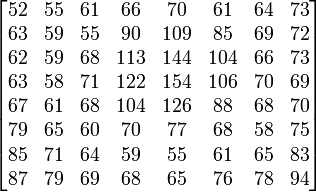 52 55 61 66 70 61 64 73
63 59 55 90 109 85 69 72
62 59 68 113 144 104 66 73
63 58 71 122 154 106 70 69
67 61 68 104 126 88 68 70
79 65 60 70 77 68 58 75
85 71 64 59 55 61 65 83
87 79 69 68 65 76 78 94